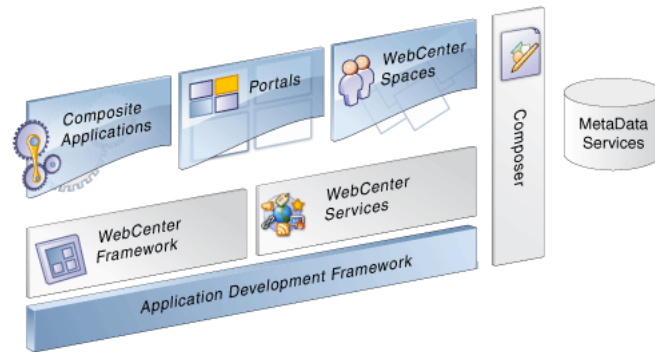 Composite
Applications
Portals
WebCenter
Spaces
Composer
MetaData
Services
WebCenter
Framework
WebCenter
Services
Application Development Framework